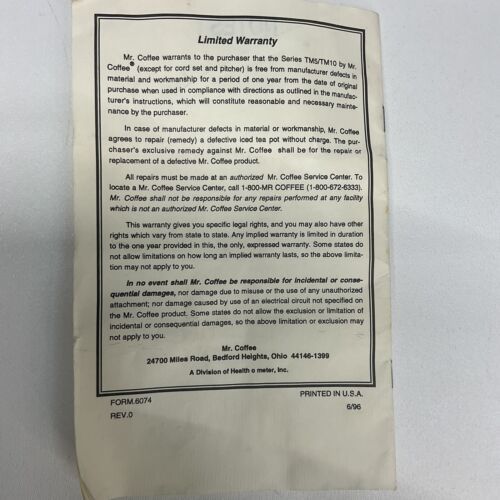 Limited Warranty
Mr. Coffee warrants to the purchaser that the Series TM5/TM10 by Mr.
Coffee® (except for cord set and pitcher) is free from manufacturer defects in
material and workmanship for a period of one year from the date of original
purchase when used in compliance with directions as outlined in the manufac-
turer's instructions, which will constitute reasonable and necessary mainte-
nance by the purchaser.
In case of manufacturer defects in material or workmanship, Mr. Coffee
agrees to repair (remedy) a defective iced tea pot without charge. The pur-
chaser's exclusive remedy against Mr. Coffee shall be for the repair or
replacement of a defective Mr. Coffee product.
All repairs must be made at an authorized Mr. Coffee Service Center. To
locate a Mr. Coffee Service Center, call 1-800-MR COFFEE (1-800-672-6333).
Mr. Coffee shall not be responsible for any repairs performed at any facility
which is not an authorized Mr. Coffee Service Center.
This warranty gives you specific legal rights, and you may also have other
rights which vary from state to state. Any implied warranty is limited in duration
to the one year provided in this, the only, expressed warranty. Some states do
not allow limitations on how long an implied warranty lasts, so the above limita-
tion may not apply to you.
In no event shall Mr. Coffee be responsible for incidental or conse-
quential damages, nor damage due to misuse or the use of any unauthorized
attachment; nor damage caused by use of an electrical circuit not specified on
the Mr. Coffee product. Some states do not allow the exclusion or limitation of
incidental or consequential damages, so the above limitation or exclusion may
not apply to you.
Mr. Coffee
24700 Miles Road, Bedford Heights, Ohio 44146-1399
A Division of Health o meter, Inc.
FORM.6074
PRINTED IN U.S.A.
REV.0
6/96